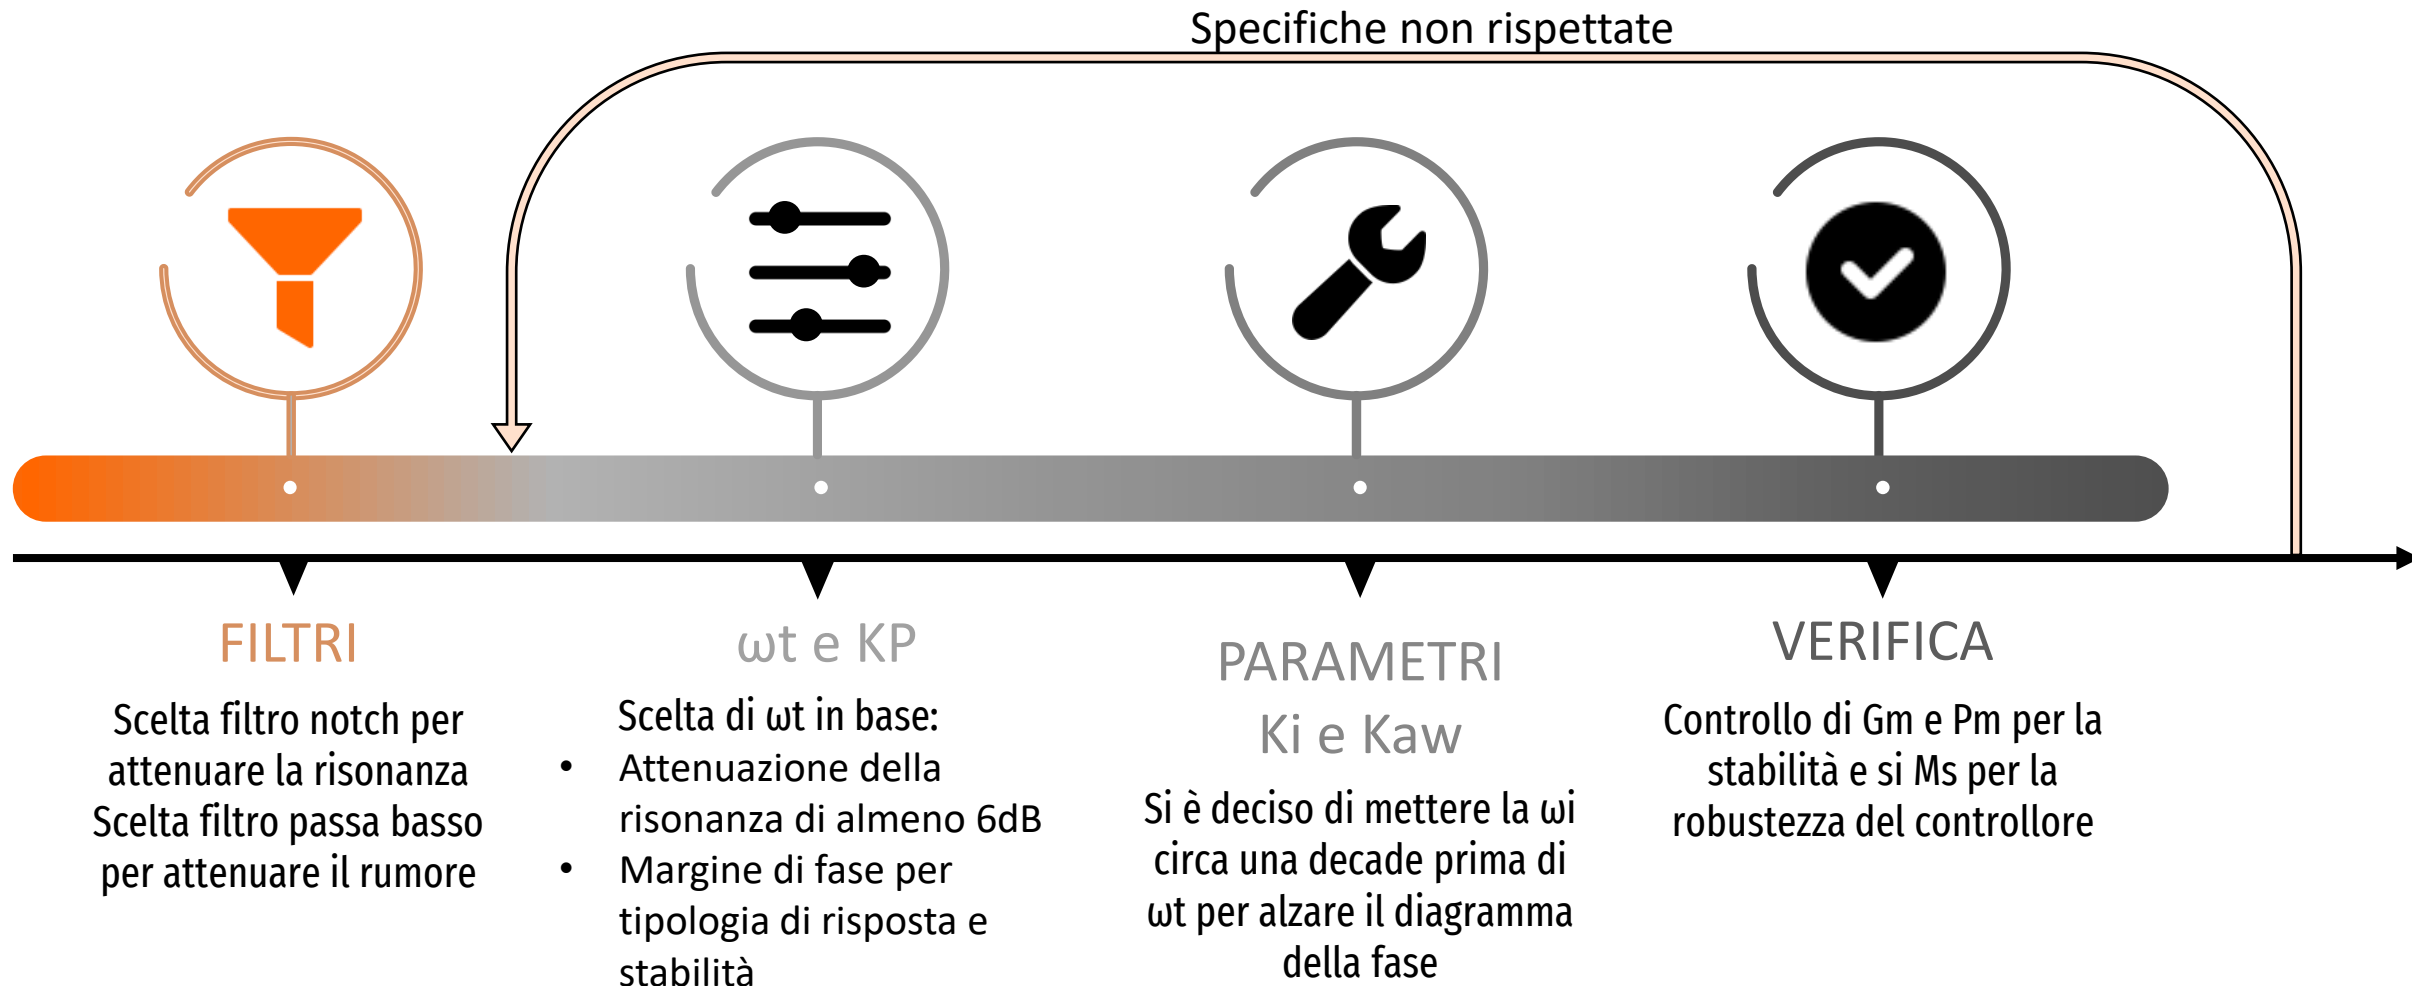 Specifiche non rispettate
FILTRI
Scelta filtro notch per
attenuare la risonanza
Scelta filtro passa basso
per attenuare il rumore
ωt e KP
Scelta di ωt in base:
• Attenuazione della
risonanza di almeno 6dB
• Margine di fase per
tipologia di risposta e
stabilità
PARAMETRI
Ki e Kaw
Si è deciso di mettere la ωi
circa una decade prima di
ωt per alzare il diagramma
della fase
VERIFICA
Controllo di Gm e Pm per la
stabilità e si Ms per la
robustezza del controllore